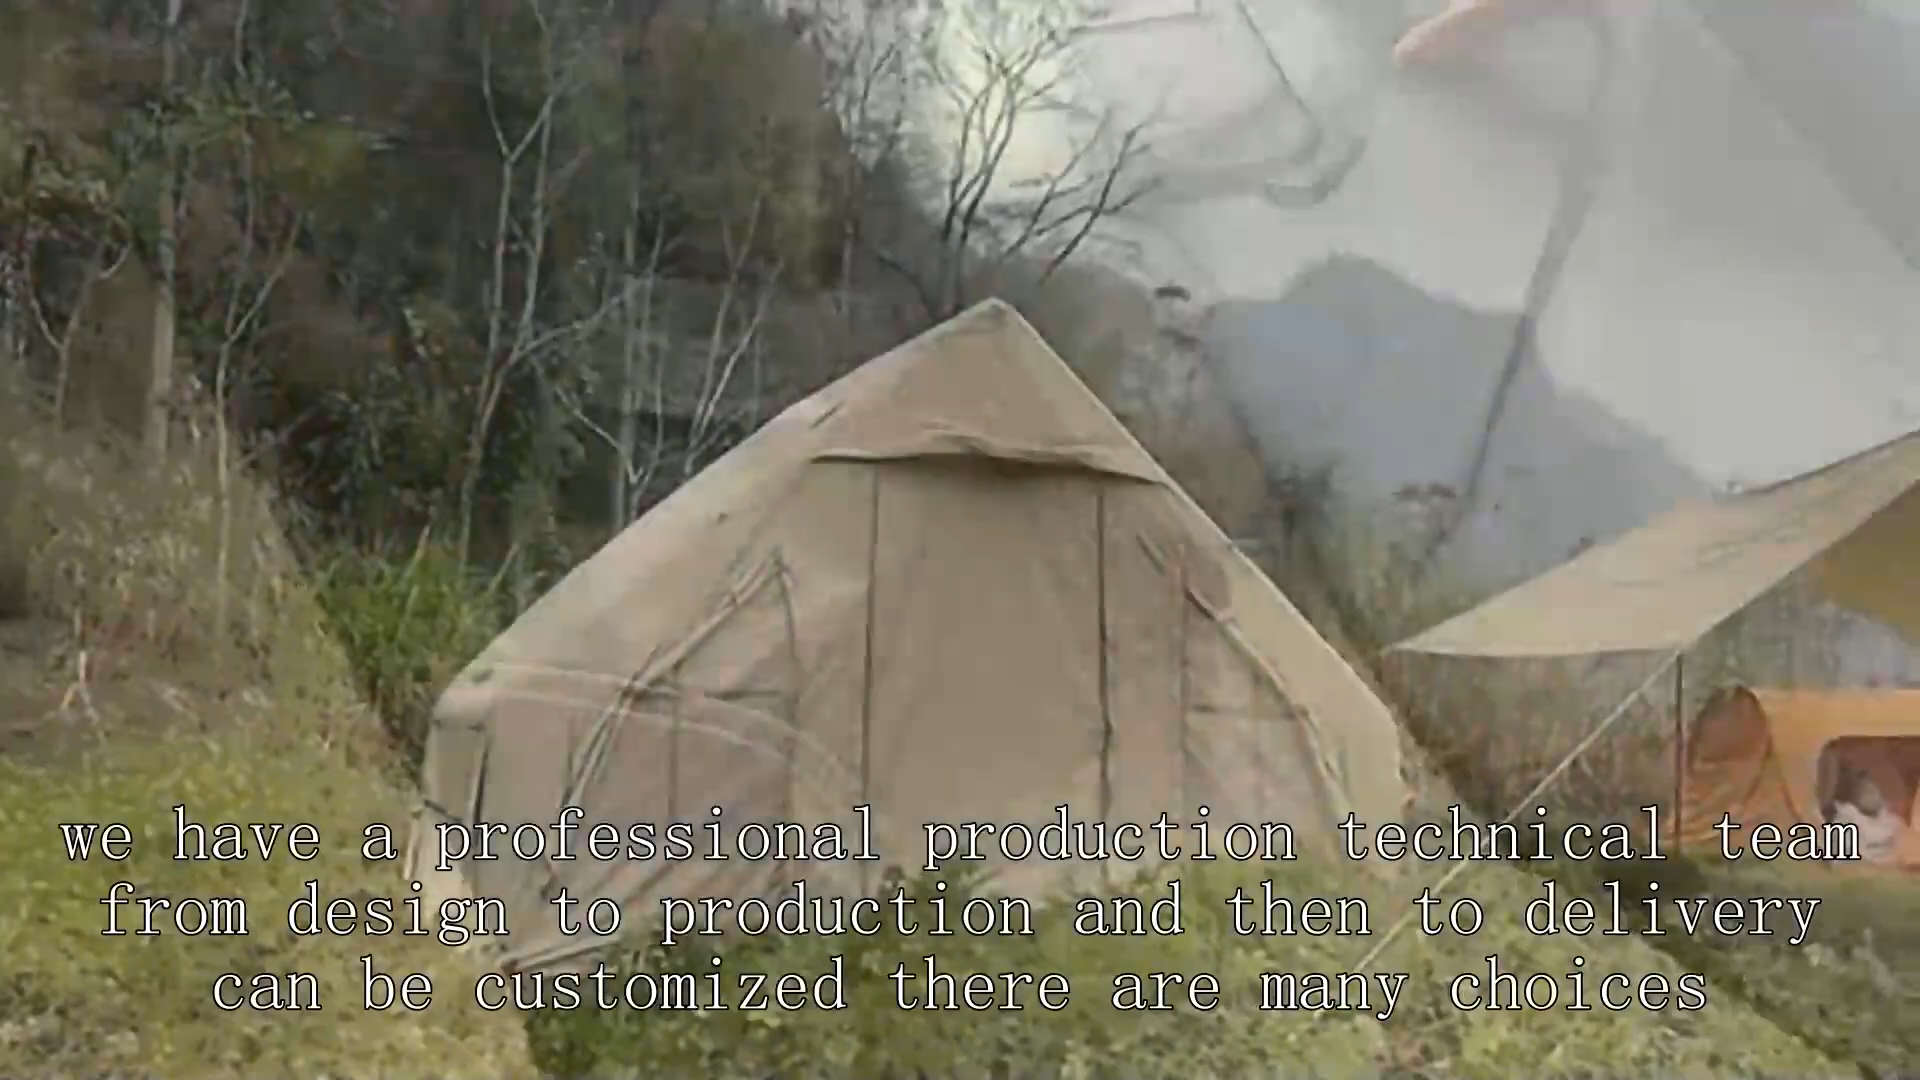 we have a professional production technical team
from design to production and then to delivery
can be customized there are many choices